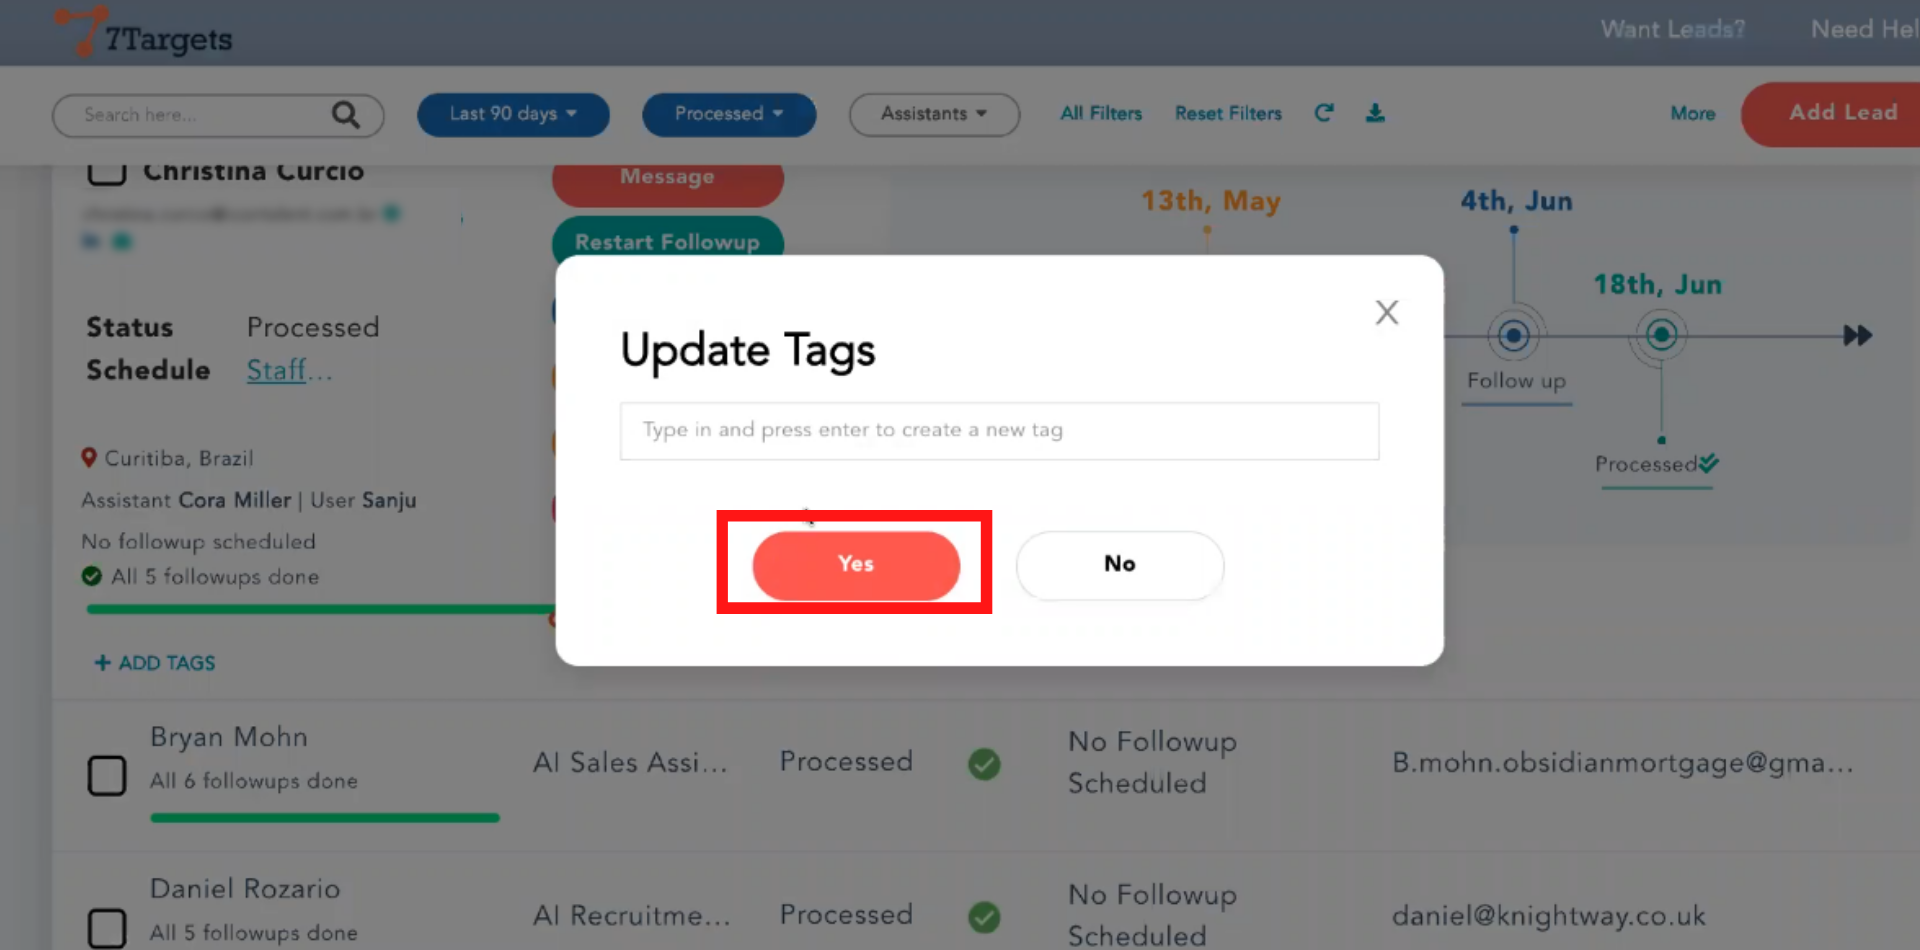 7Targets
Want Leads?
Need Hel
Search here...
Last 90 days
Processed
Assistants
All Filters
Reset Filters
More
Add Lead
Christina Curcio
Message
Restart Followup
13th, May
4th, Jun
18th, Jun
Follow up
Processed
Status Processed
Schedule Staff...
Curitiba, Brazil
Assistant Cora Miller | User Sanju
No followup scheduled
All 5 followups done
+ ADD TAGS
Update Tags
X
Type in and press enter to create a new tag
Yes
No
Bryan Mohn
All 6 followups done
AI Sales Assi...
Processed
No Followup
Scheduled
B.mohn.obsidianmortgage@gma...
Daniel Rozario
All 5 followups done
AI Recruitme...
Processed
No Followup
Scheduled
daniel@knightway.co.uk